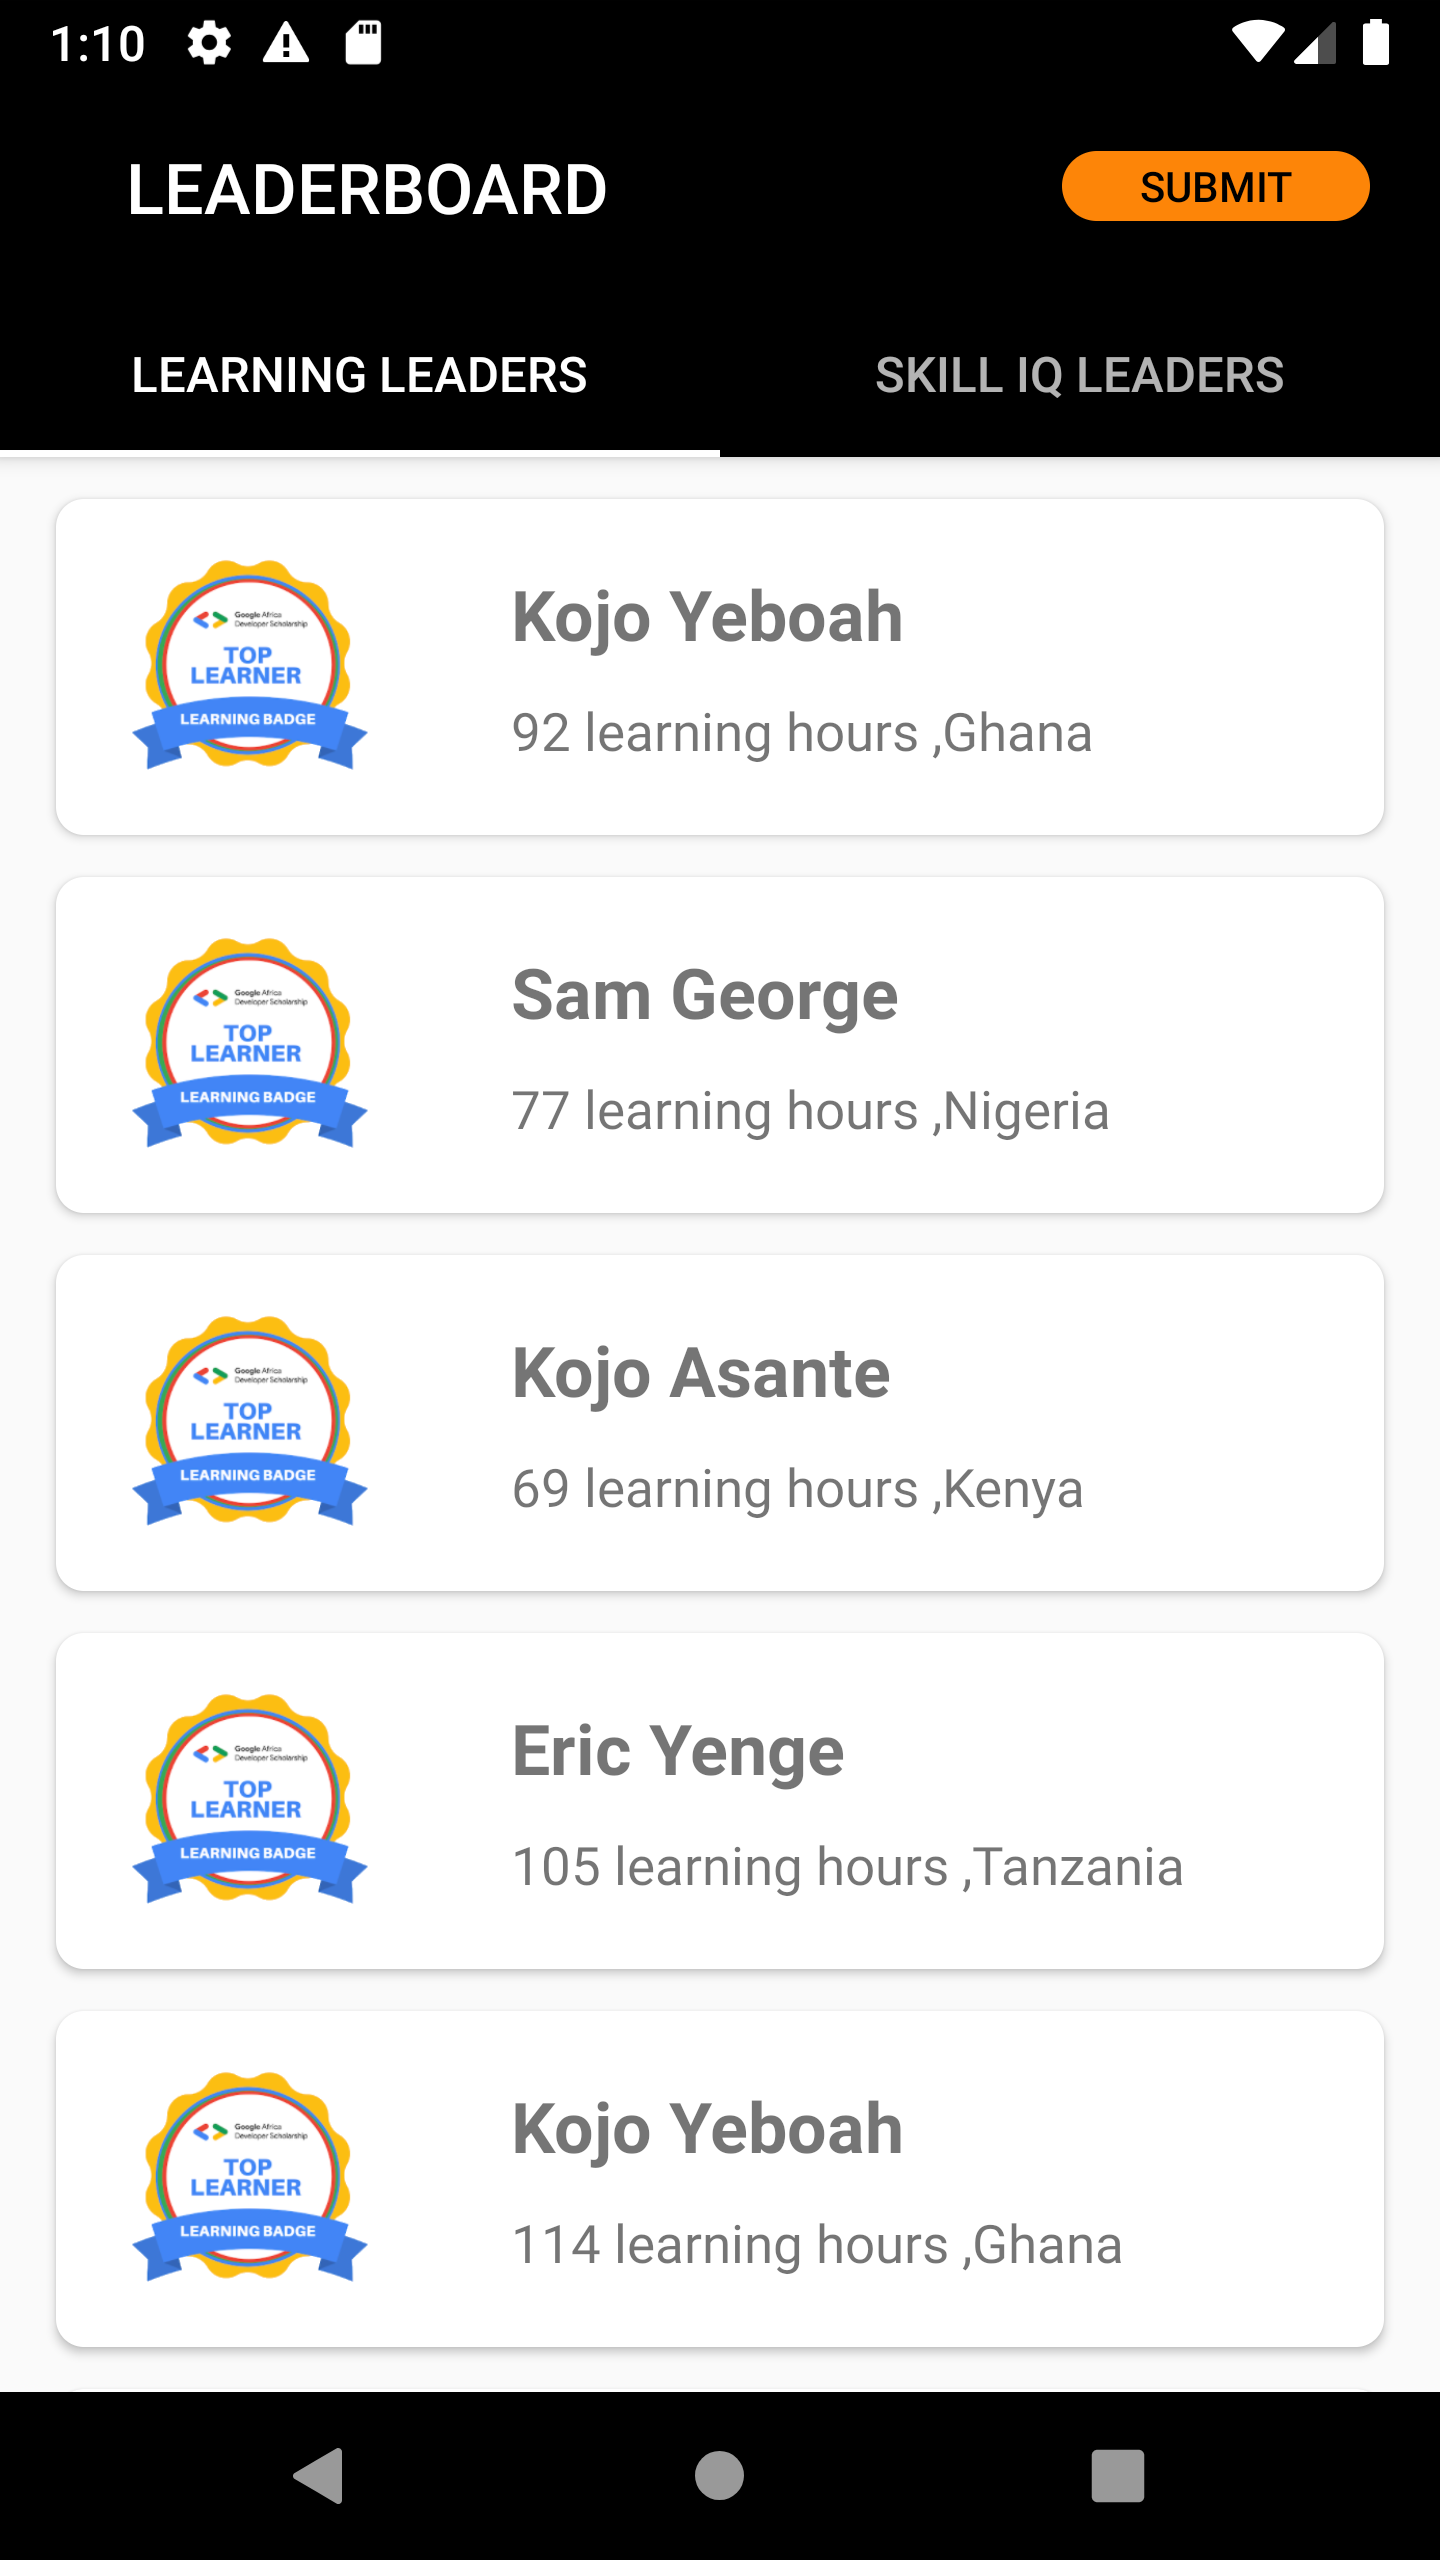 1:10
LEADERBOARD
SUBMIT
LEARNING LEADERS
SKILL IQ LEADERS
Google Africa
Developer Scholarship
TOP
LEARNER
LEARNING BADGE
Kojo Yeboah
92 learning hours ,Ghana
Google Africa
Developer Scholarship
TOP
LEARNER
LEARNING BADGE
Sam George
77 learning hours ,Nigeria
Google Africa
Developer Scholarship
TOP
LEARNER
LEARNING BADGE
Kojo Asante
69 learning hours ,Kenya
Google Africa
Developer Scholarship
TOP
LEARNER
LEARNING BADGE
Eric Yenge
105 learning hours ,Tanzania
Google Africa
Developer Scholarship
TOP
LEARNER
LEARNING BADGE
Kojo Yeboah
114 learning hours ,Ghana